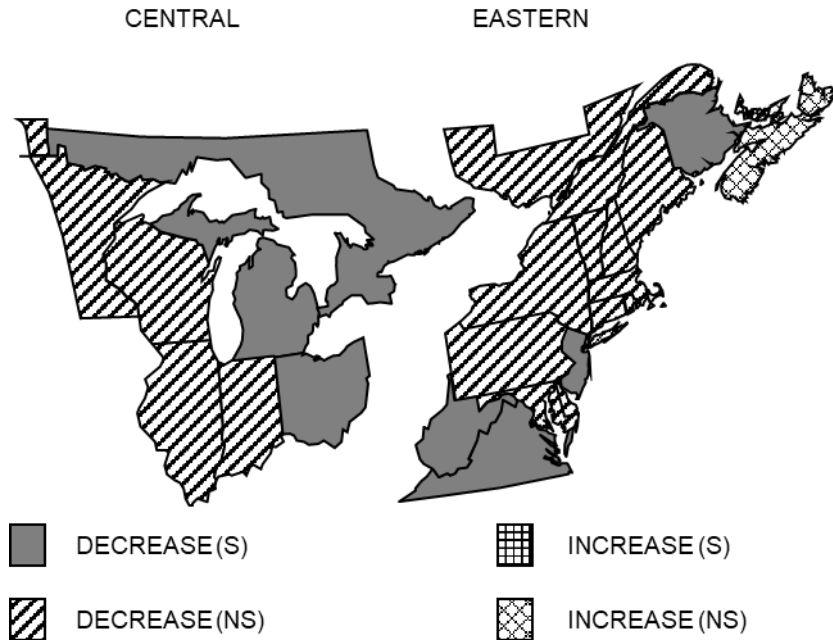 CENTRAL EASTERN
DECREASE (S) INCREASE (S)
DECREASE (NS) INCREASE (NS)